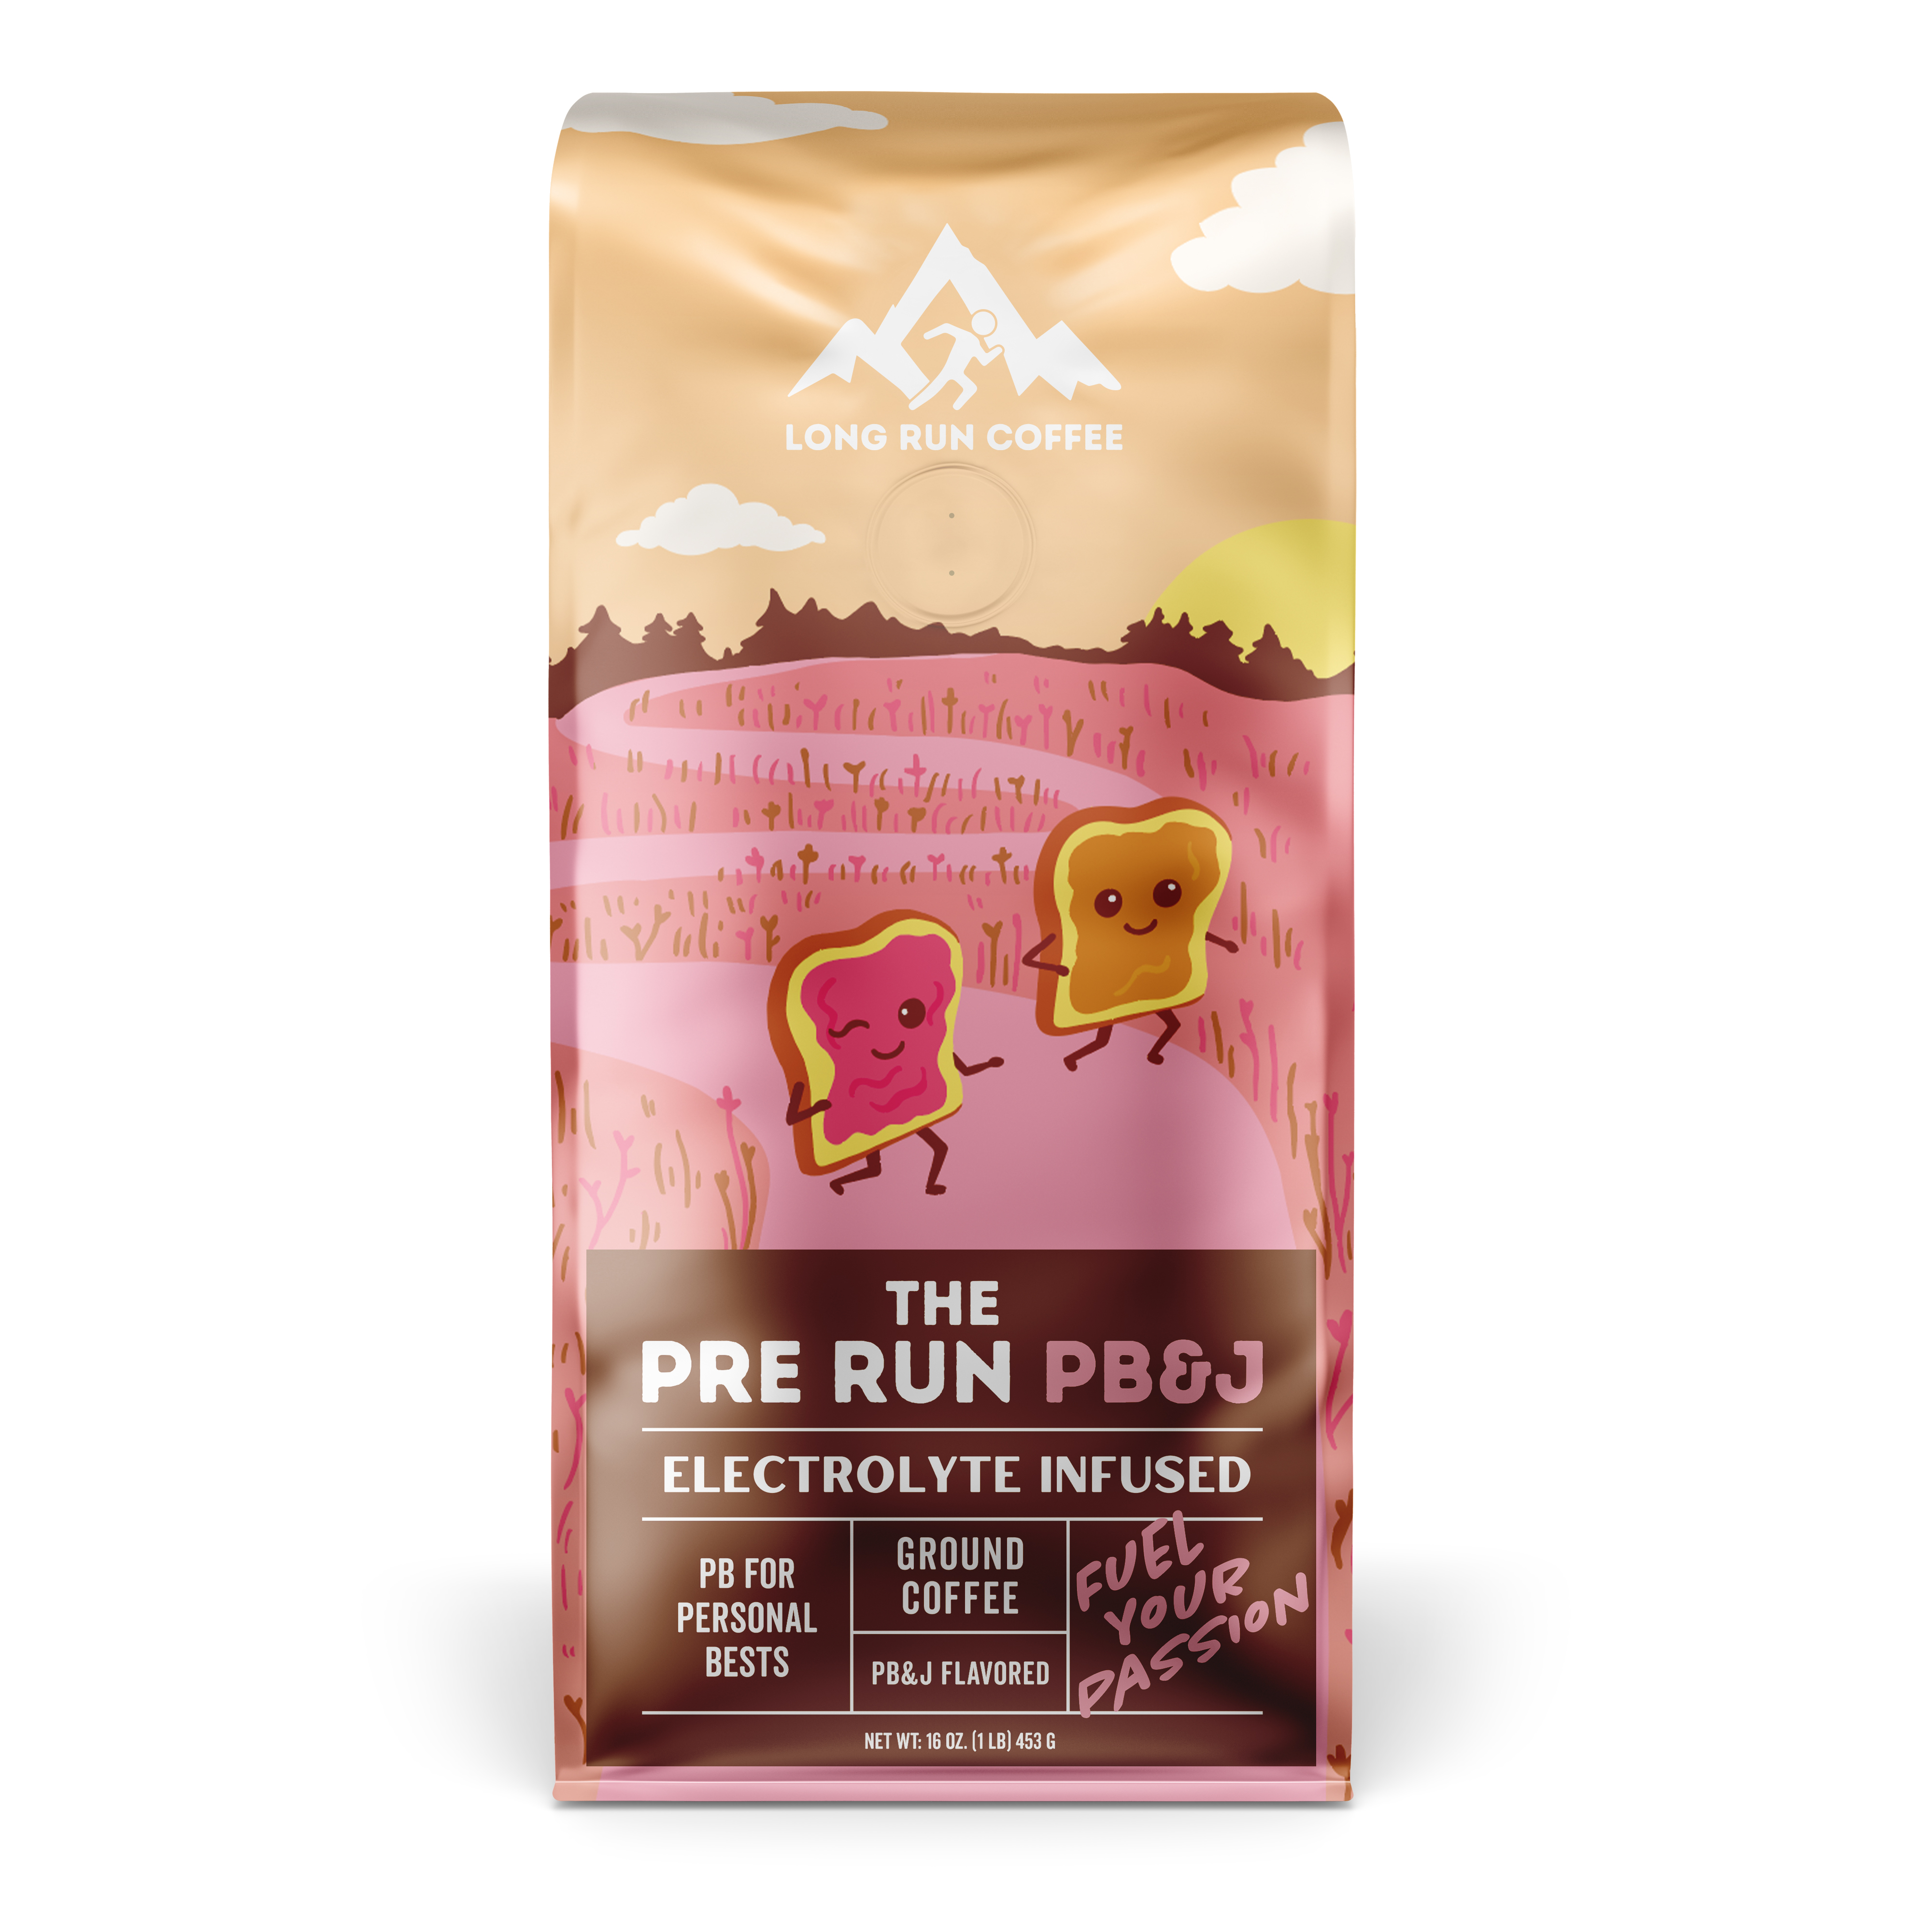 LONG RUN COFFEE
THE
PRE RUN PB&J
ELECTROLYTE INFUSED
PB FOR
PERSONAL
BESTS
GROUND
COFFEE
PB&J FLAVORED
FUEL
YOUR
PASSION
NET WT: 16 OZ. (1 LB) 453 G